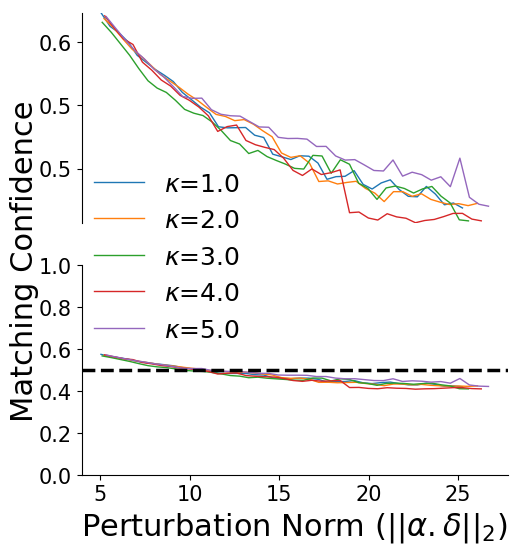 Matching Confidence
0.6
0.5
0.5
κ=1.0
κ=2.0
κ=3.0
κ=4.0
κ=5.0
1.0
0.8
0.6
0.4
0.2
0.0
5 10 15 20 25
Perturbation Norm (||α.δ||₂)